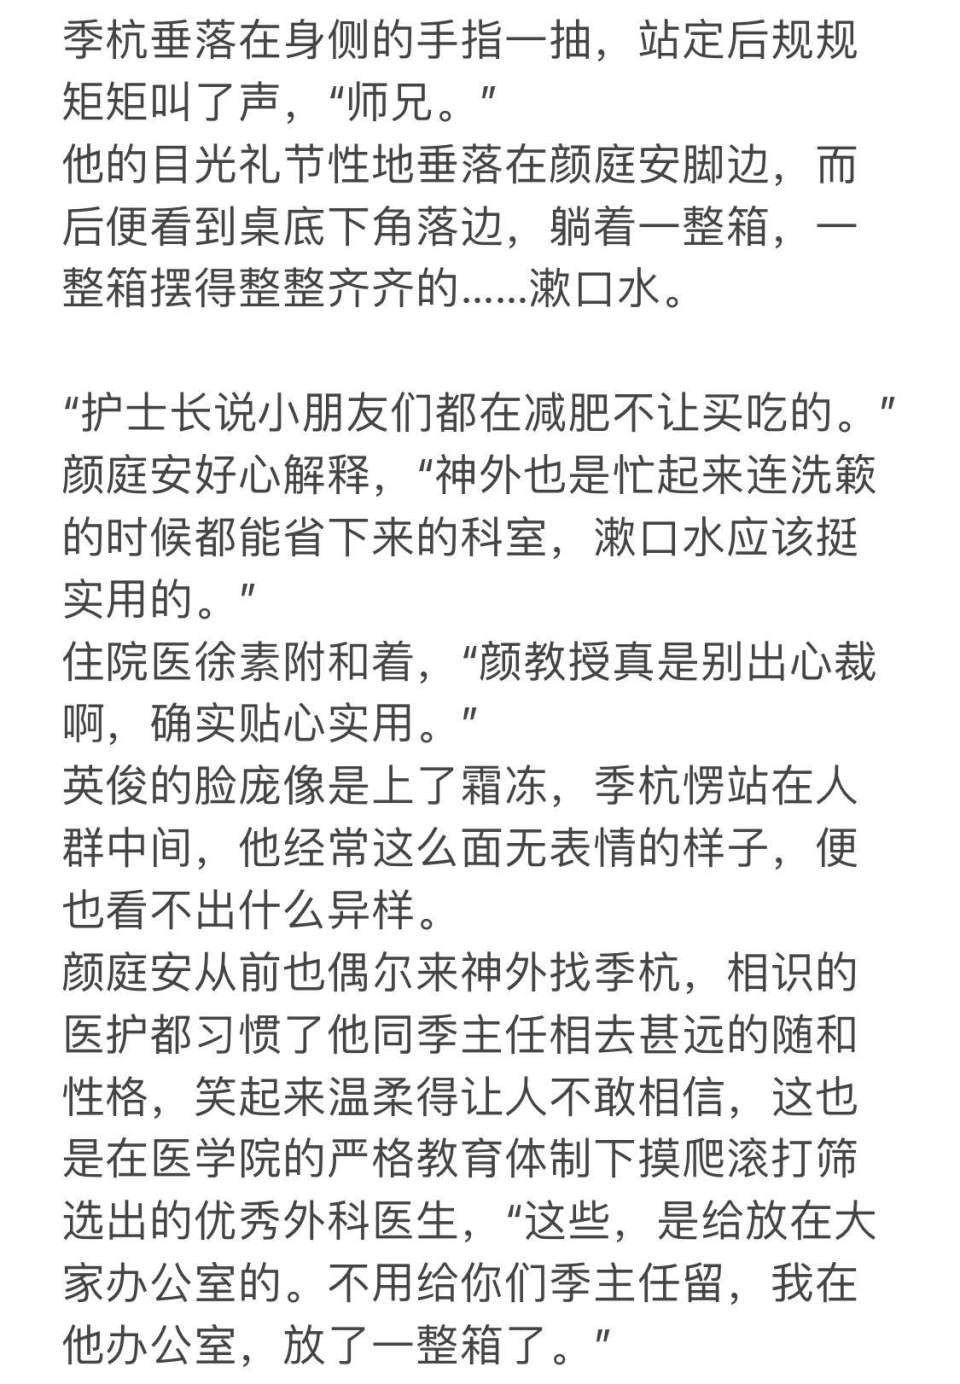 季杭垂落在身侧的手指一抽，站定后规规
矩矩叫了声，“师兄。”
他的目光礼节性地垂落在颜庭安脚边，而
后便看到桌底下角落边，躺着一整箱，一
整箱摆得整整齐齐的……漱口水。
“护士长说小朋友们都在减肥不让买吃的。”
颜庭安好心解释，“神外也是忙起来连洗簌
的时候都能省下来的科室，漱口水应该挺
实用的。”
住院医徐素附和着，“颜教授真是别出心裁
啊，确实贴心实用。”
英俊的脸庞像是上了霜冻，季杭愣站在人
群中间，他经常这么面无表情的样子，便
也看不出什么异样。
颜庭安从前也偶尔来神外找季杭，相识的
医护都习惯了他同季主任相去甚远的随和
性格，笑起来温柔得让人不敢相信，这也
是在医学院的严格教育体制下摸爬滚打筛
选出的优秀外科医生，“这些，是给放在大
家办公室的。不用给你们季主任留，我在
他办公室，放了一整箱了。”